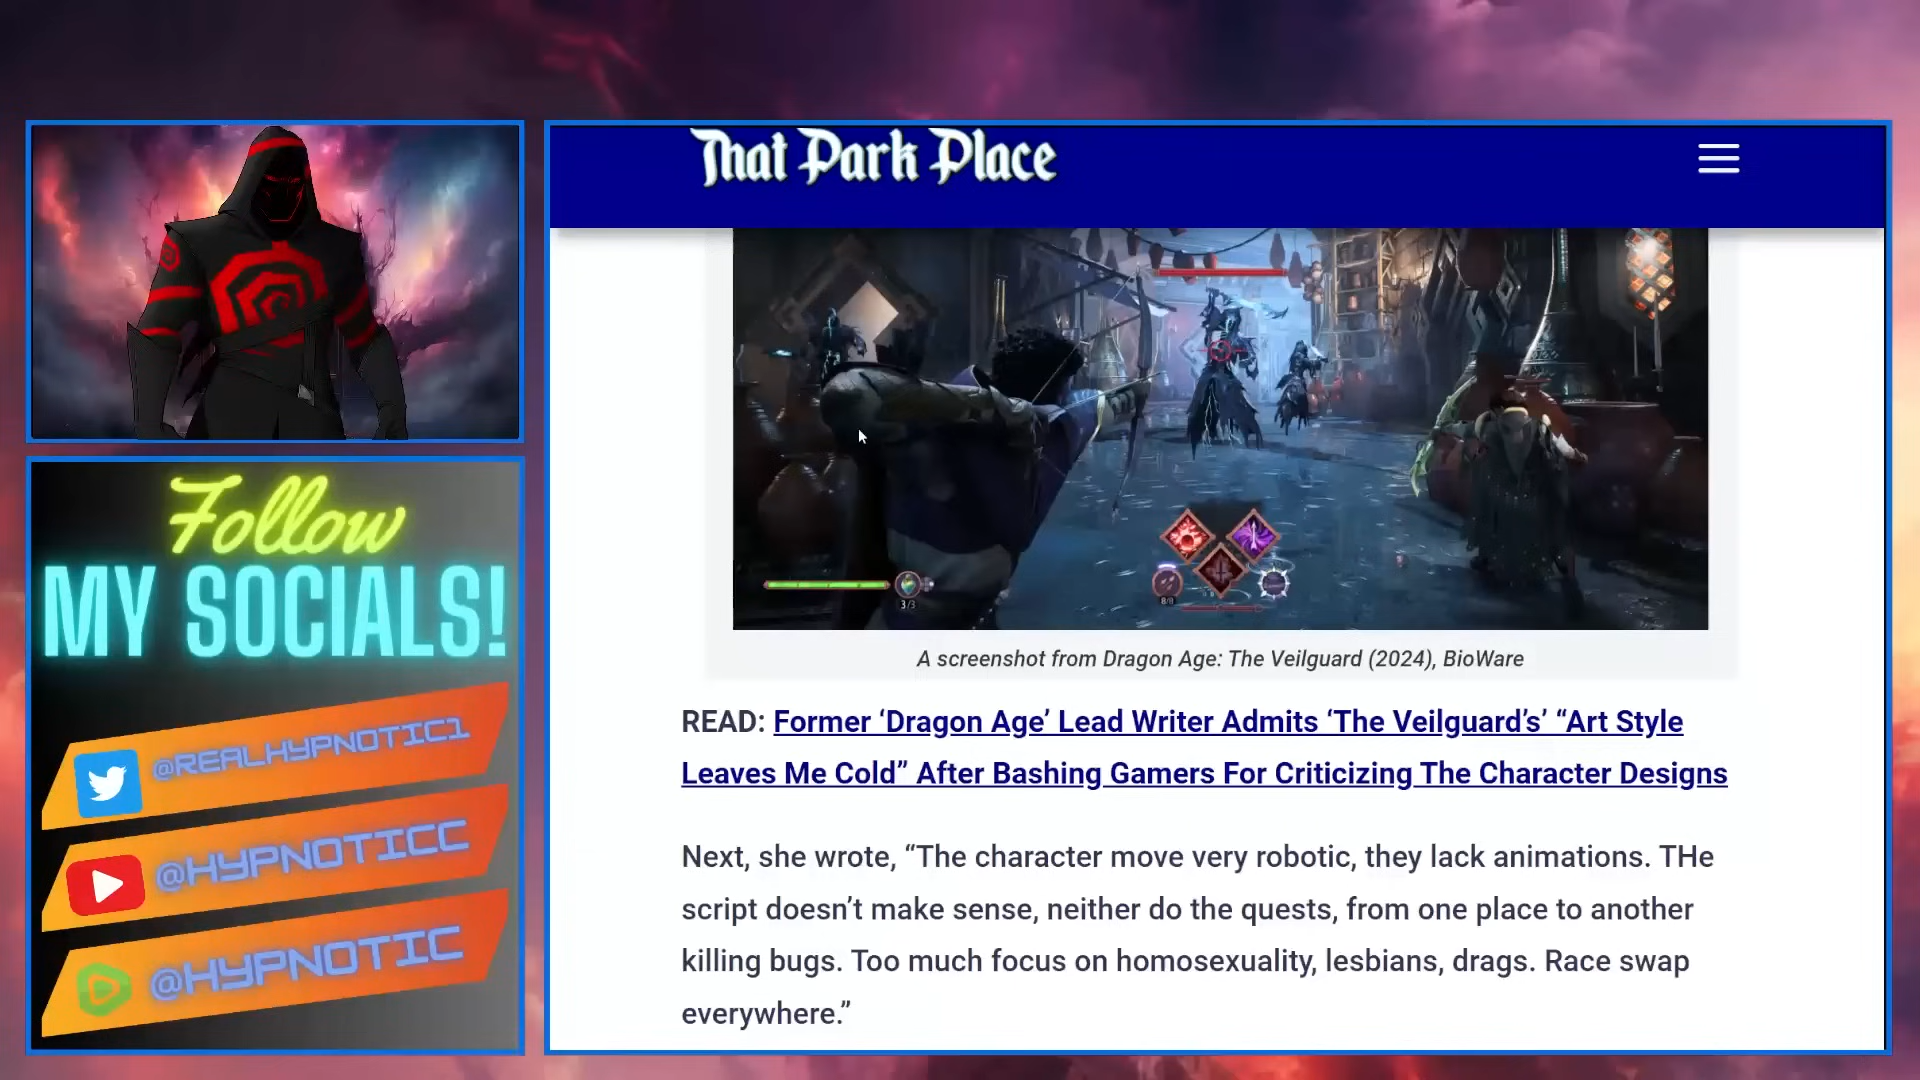 That Park Place
3/3
8/8
A screenshot from Dragon Age: The Veilguard (2024), BioWare
READ: Former ‘Dragon Age’ Lead Writer Admits ‘The Veilguard’s’ “Art Style
Leaves Me Cold” After Bashing Gamers For Criticizing The Character Designs
Next, she wrote, “The character move very robotic, they lack animations. THe
script doesn’t make sense, neither do the quests, from one place to another
killing bugs. Too much focus on homosexuality, lesbians, drags. Race swap
everywhere.”
Follow
MY SOCIALS!
@REALHYPNOTIC1
@HYPNOTICC
@HYPNOTIC